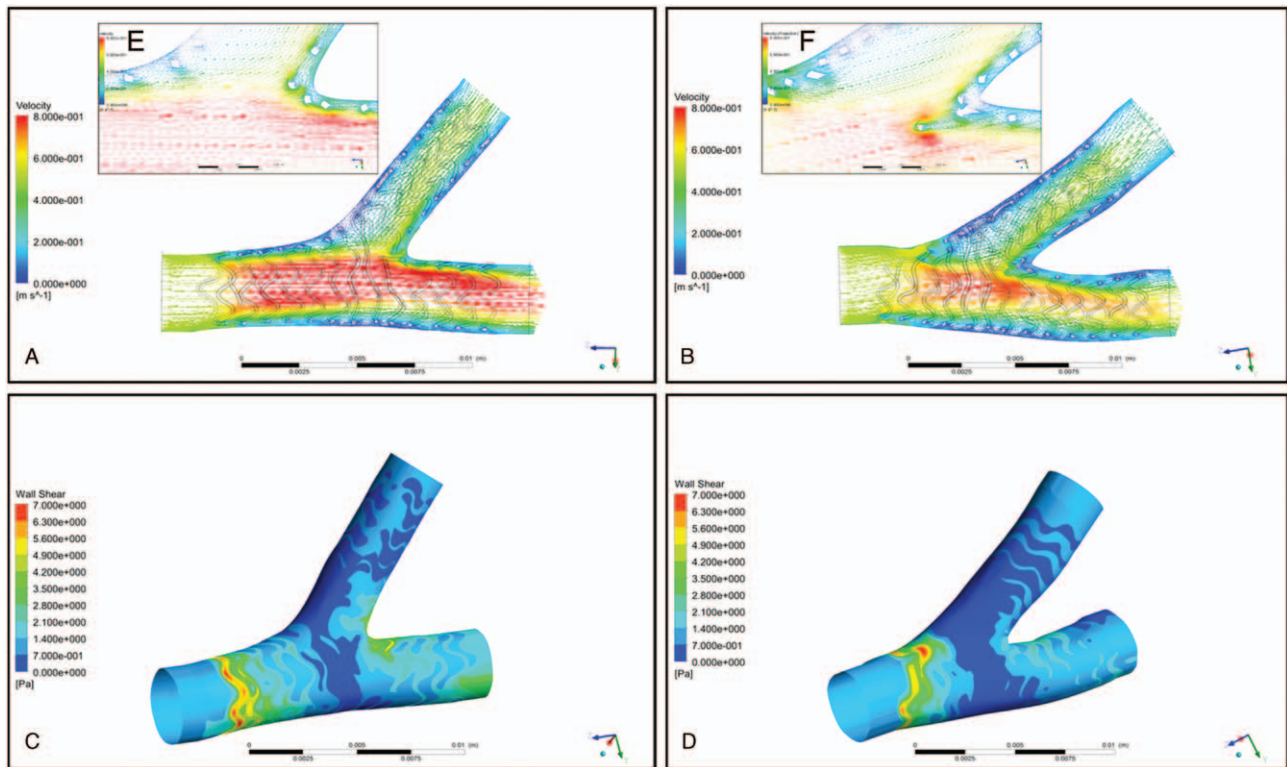 E
Velocity
8.000e-001
6.000e-001
4.000e-001
2.000e-001
0.000e+000
[m s^-1]
A
0
0.005
0.01 (m)
0.0025
0.0075
F
Velocity
8.000e-001
6.000e-001
4.000e-001
2.000e-001
0.000e+000
[m s^-1]
B
0
0.005
0.01 (m)
0.0025
0.0075
Wall Shear
7.000e+000
6.300e+000
5.600e+000
4.900e+000
4.200e+000
3.500e+000
2.800e+000
2.100e+000
1.400e+000
7.000e-001
0.000e+000
[Pa]
C
0
0.005
0.01 (m)
0.0025
0.0075
Wall Shear
7.000e+000
6.300e+000
5.600e+000
4.900e+000
4.200e+000
3.500e+000
2.800e+000
2.100e+000
1.400e+000
7.000e-001
0.000e+000
[Pa]
D
0
0.005
0.01 (m)
0.0025
0.0075